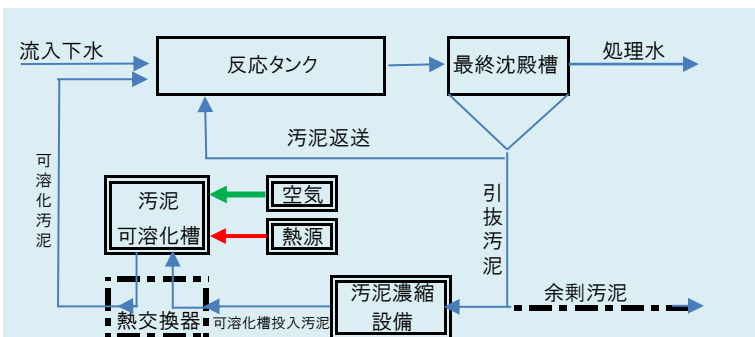 流入下水
反応タンク
最終沈殿槽
処理水
汚泥返送
可溶化汚泥
汚泥
可溶化槽
空気
熱源
引抜汚泥
汚泥濃縮
設備
余剰汚泥
熱交換器
可溶化槽投入汚泥